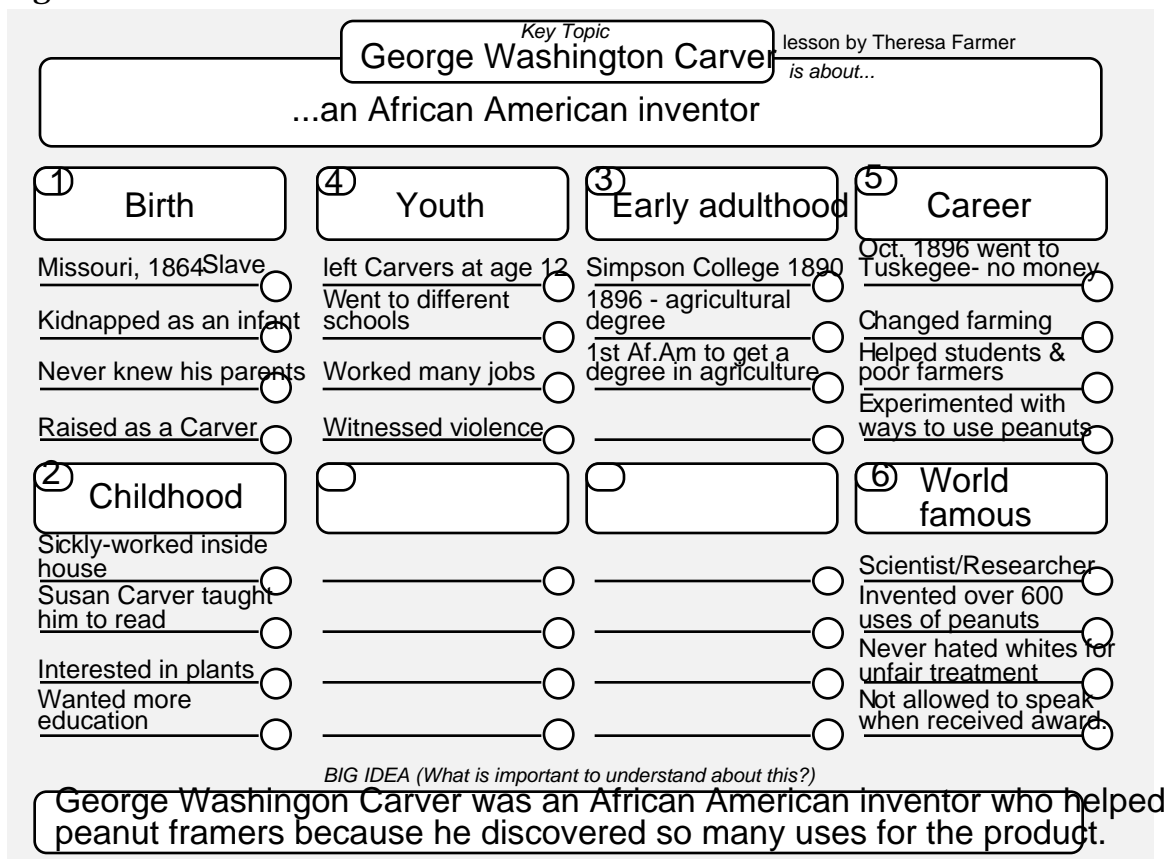 Key Topic
George Washington Carver
lesson by Theresa Farmer
is about...
...an African American inventor
1
Birth
Missouri, 1864 Slave
Kidnapped as an infant
Never knew his parents
Raised as a Carver
4
Youth
left Carvers at age 12
Went to different
schools
Worked many jobs
Witnessed violence
3
Early adulthood
Simpson College 1890
1896 - agricultural
degree
1st Af.Am to get a
degree in agriculture
5
Career
Oct. 1896 went to
Tuskegee- no money
Changed farming
Helped students &
poor farmers
Experimented with
ways to use peanuts
2
Childhood
Sickly-worked inside
house
Susan Carver taught
him to read
Interested in plants
Wanted more
education
6
World
famous
Scientist/Researcher
Invented over 600
uses of peanuts
Never hated whites for
unfair treatment
Not allowed to speak
when received award.
BIG IDEA (What is important to understand about this?)
George Washingon Carver was an African American inventor who helped
peanut framers because he discovered so many uses for the product.